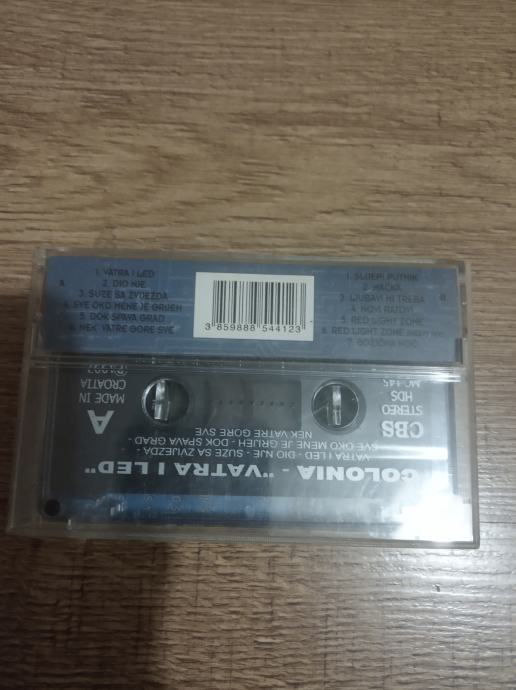 A
1. VATRA I LED
2. DIO NJE
3. SUZE SA ZVIJEZDA
4. SVE OKO MENE JE GRIJEH
5. DOK SPAVA GRAD
6. NEK VATRE GORE SVE
3 859888 544123
B
1. SLIJEPI PUTNIK
2. MAČKA
3. LJUBAVI MI TREBA
4. NOVI RATOVI
5. RED LIGHT ZONE
6. RED LIGHT ZONE
7. NOĆ
COLONIA - "VATRA I LED"
VATRA I LED - DIO NJE - SUZE SA ZVIJEZDA -
SVE OKO MENE JE GRIJEH - DOK SPAVA GRAD -
NEK VATRE GORE SVE
CBS
STEREO
HDS
MC 145
A
MADE IN
CROATIA